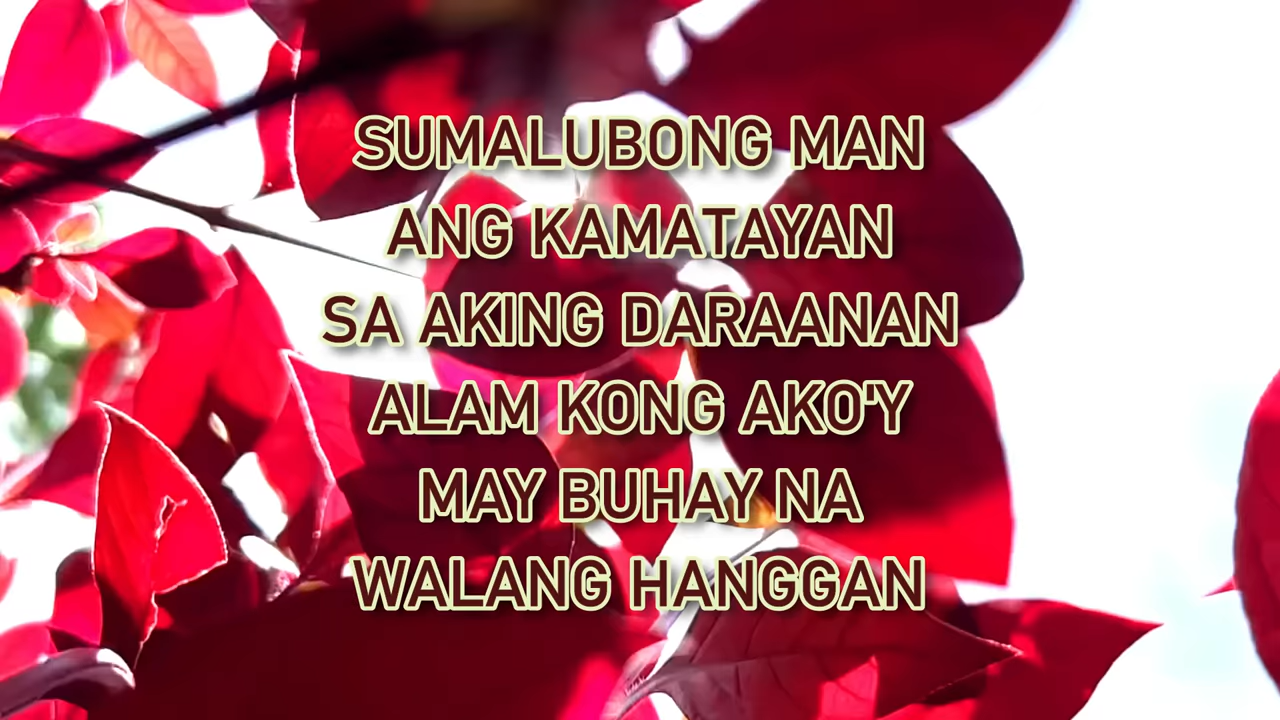 SUMALUBONG MAN
ANG KAMATAYAN
SA AKING DARAANAN
ALAM KONG AKO'Y
MAY BUHAY NA
WALANG HANGGAN